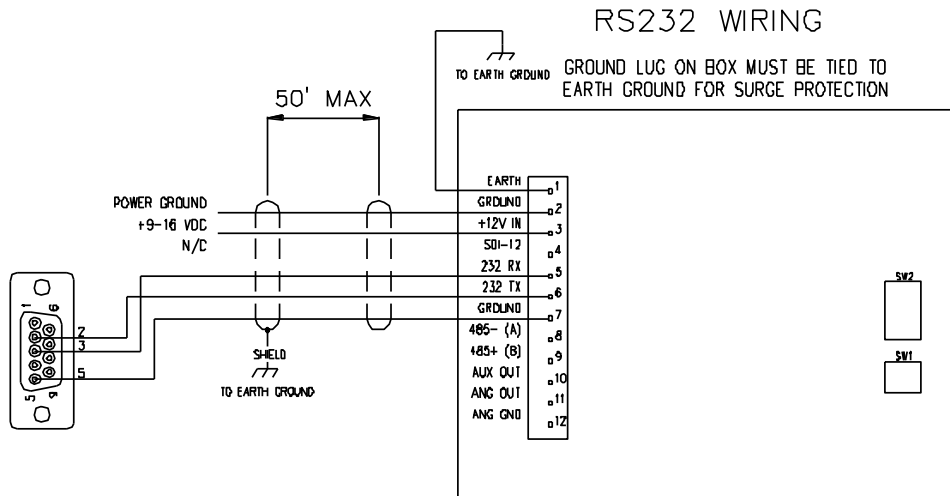 RS232 WIRING
TO EARTH GROUND
GROUND LUG ON BOX MUST BE TIED TO
EARTH GROUND FOR SURGE PROTECTION
50' MAX
EARTH 1
POWER GROUND GROUND 2
+9-16 VDC +12V IN 3
N/C SDI-12 4
232 RX 5
232 TX 6
GROUND 7
485- (A) 8
485+ (B) 9
AUX OUT 10
ANG OUT 11
ANG GND 12
SHIELD
TO EARTH GROUND
1 6
2
3
5
5 9
SW2
SW1